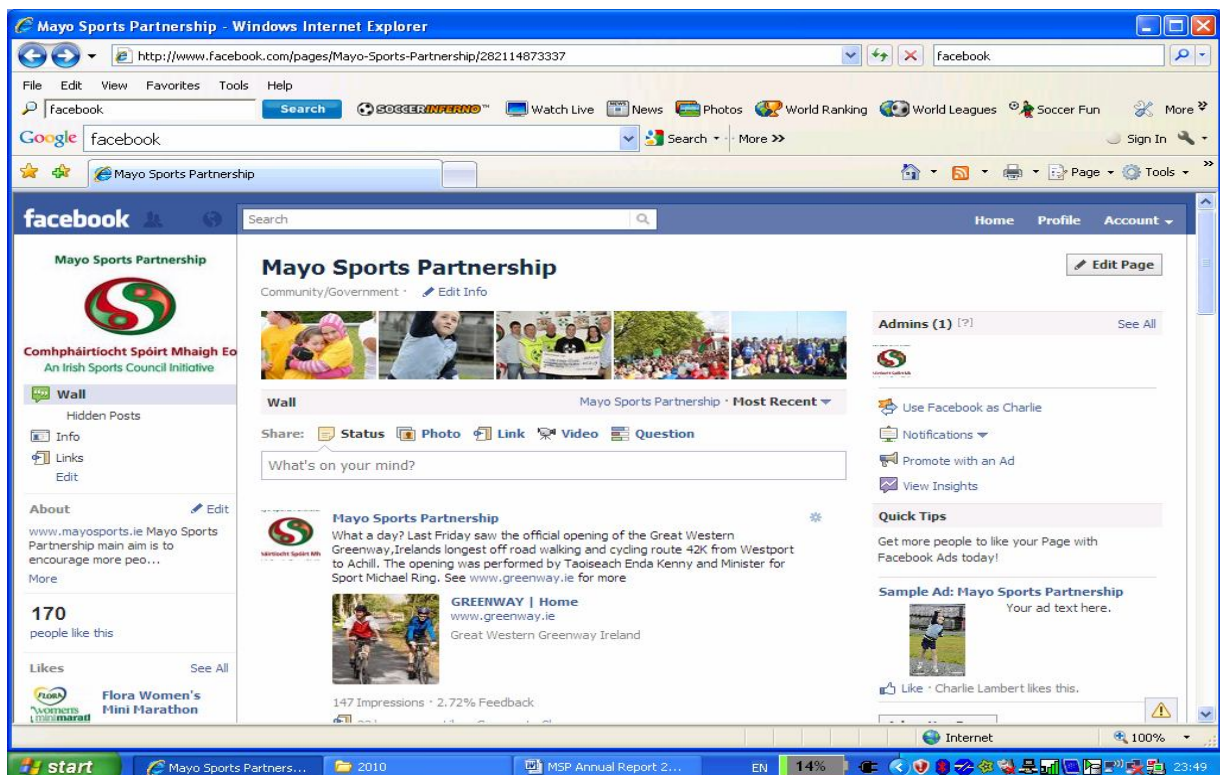 Mayo Sports Partnership - Windows Internet Explorer
http://www.facebook.com/pages/Mayo-Sports-Partnership/282114873337
facebook
File Edit View Favorites Tools Help
facebook Search SOCCERINFERNO™ Watch Live News Photos World Ranking World Leagues Soccer Fun More
Google facebook Search More >> Sign In
Mayo Sports Partnership
Page Tools
facebook Search Home Profile Account
Mayo Sports Partnership
Comhpháirtíocht Spóirt Mhaigh Eo
An Irish Sports Council Initiative
Wall
Hidden Posts
Info
Links
Edit
About Edit
www.mayosports.ie Mayo Sports
Partnership main aim is to
encourage more peo...
More
170
people like this
Likes See All
FLORA
womens
minimarat
Flora Women's
Mini Marathon
Mayo Sports Partnership
Community/Government · Edit Info
Wall Mayo Sports Partnership · Most Recent
Share: Status Photo Link Video Question
What's on your mind?
Mayo Sports Partnership
What a day? Last Friday saw the official opening of the Great Western
Greenway,Irelands longest off road walking and cycling route 42K from Westport
to Achill. The opening was performed by Taoiseach Enda Kenny and Minister for
Sport Michael Ring. See www.greenway.ie for more
GREENWAY | Home
www.greenway.ie
Great Western Greenway Ireland
147 Impressions · 2.72% Feedback
Edit Page
Admins (1) [?] See All
Use Facebook as Charlie
Notifications
Promote with an Ad
View Insights
Quick Tips
Get more people to like your Page with
Facebook Ads today!
Sample Ad: Mayo Sports Partnership
Your ad text here.
Like · Charlie Lambert likes this.
Internet 100%
start Mayo Sports Partners... 2010 MSP Annual Report 2... EN 14% 23:49